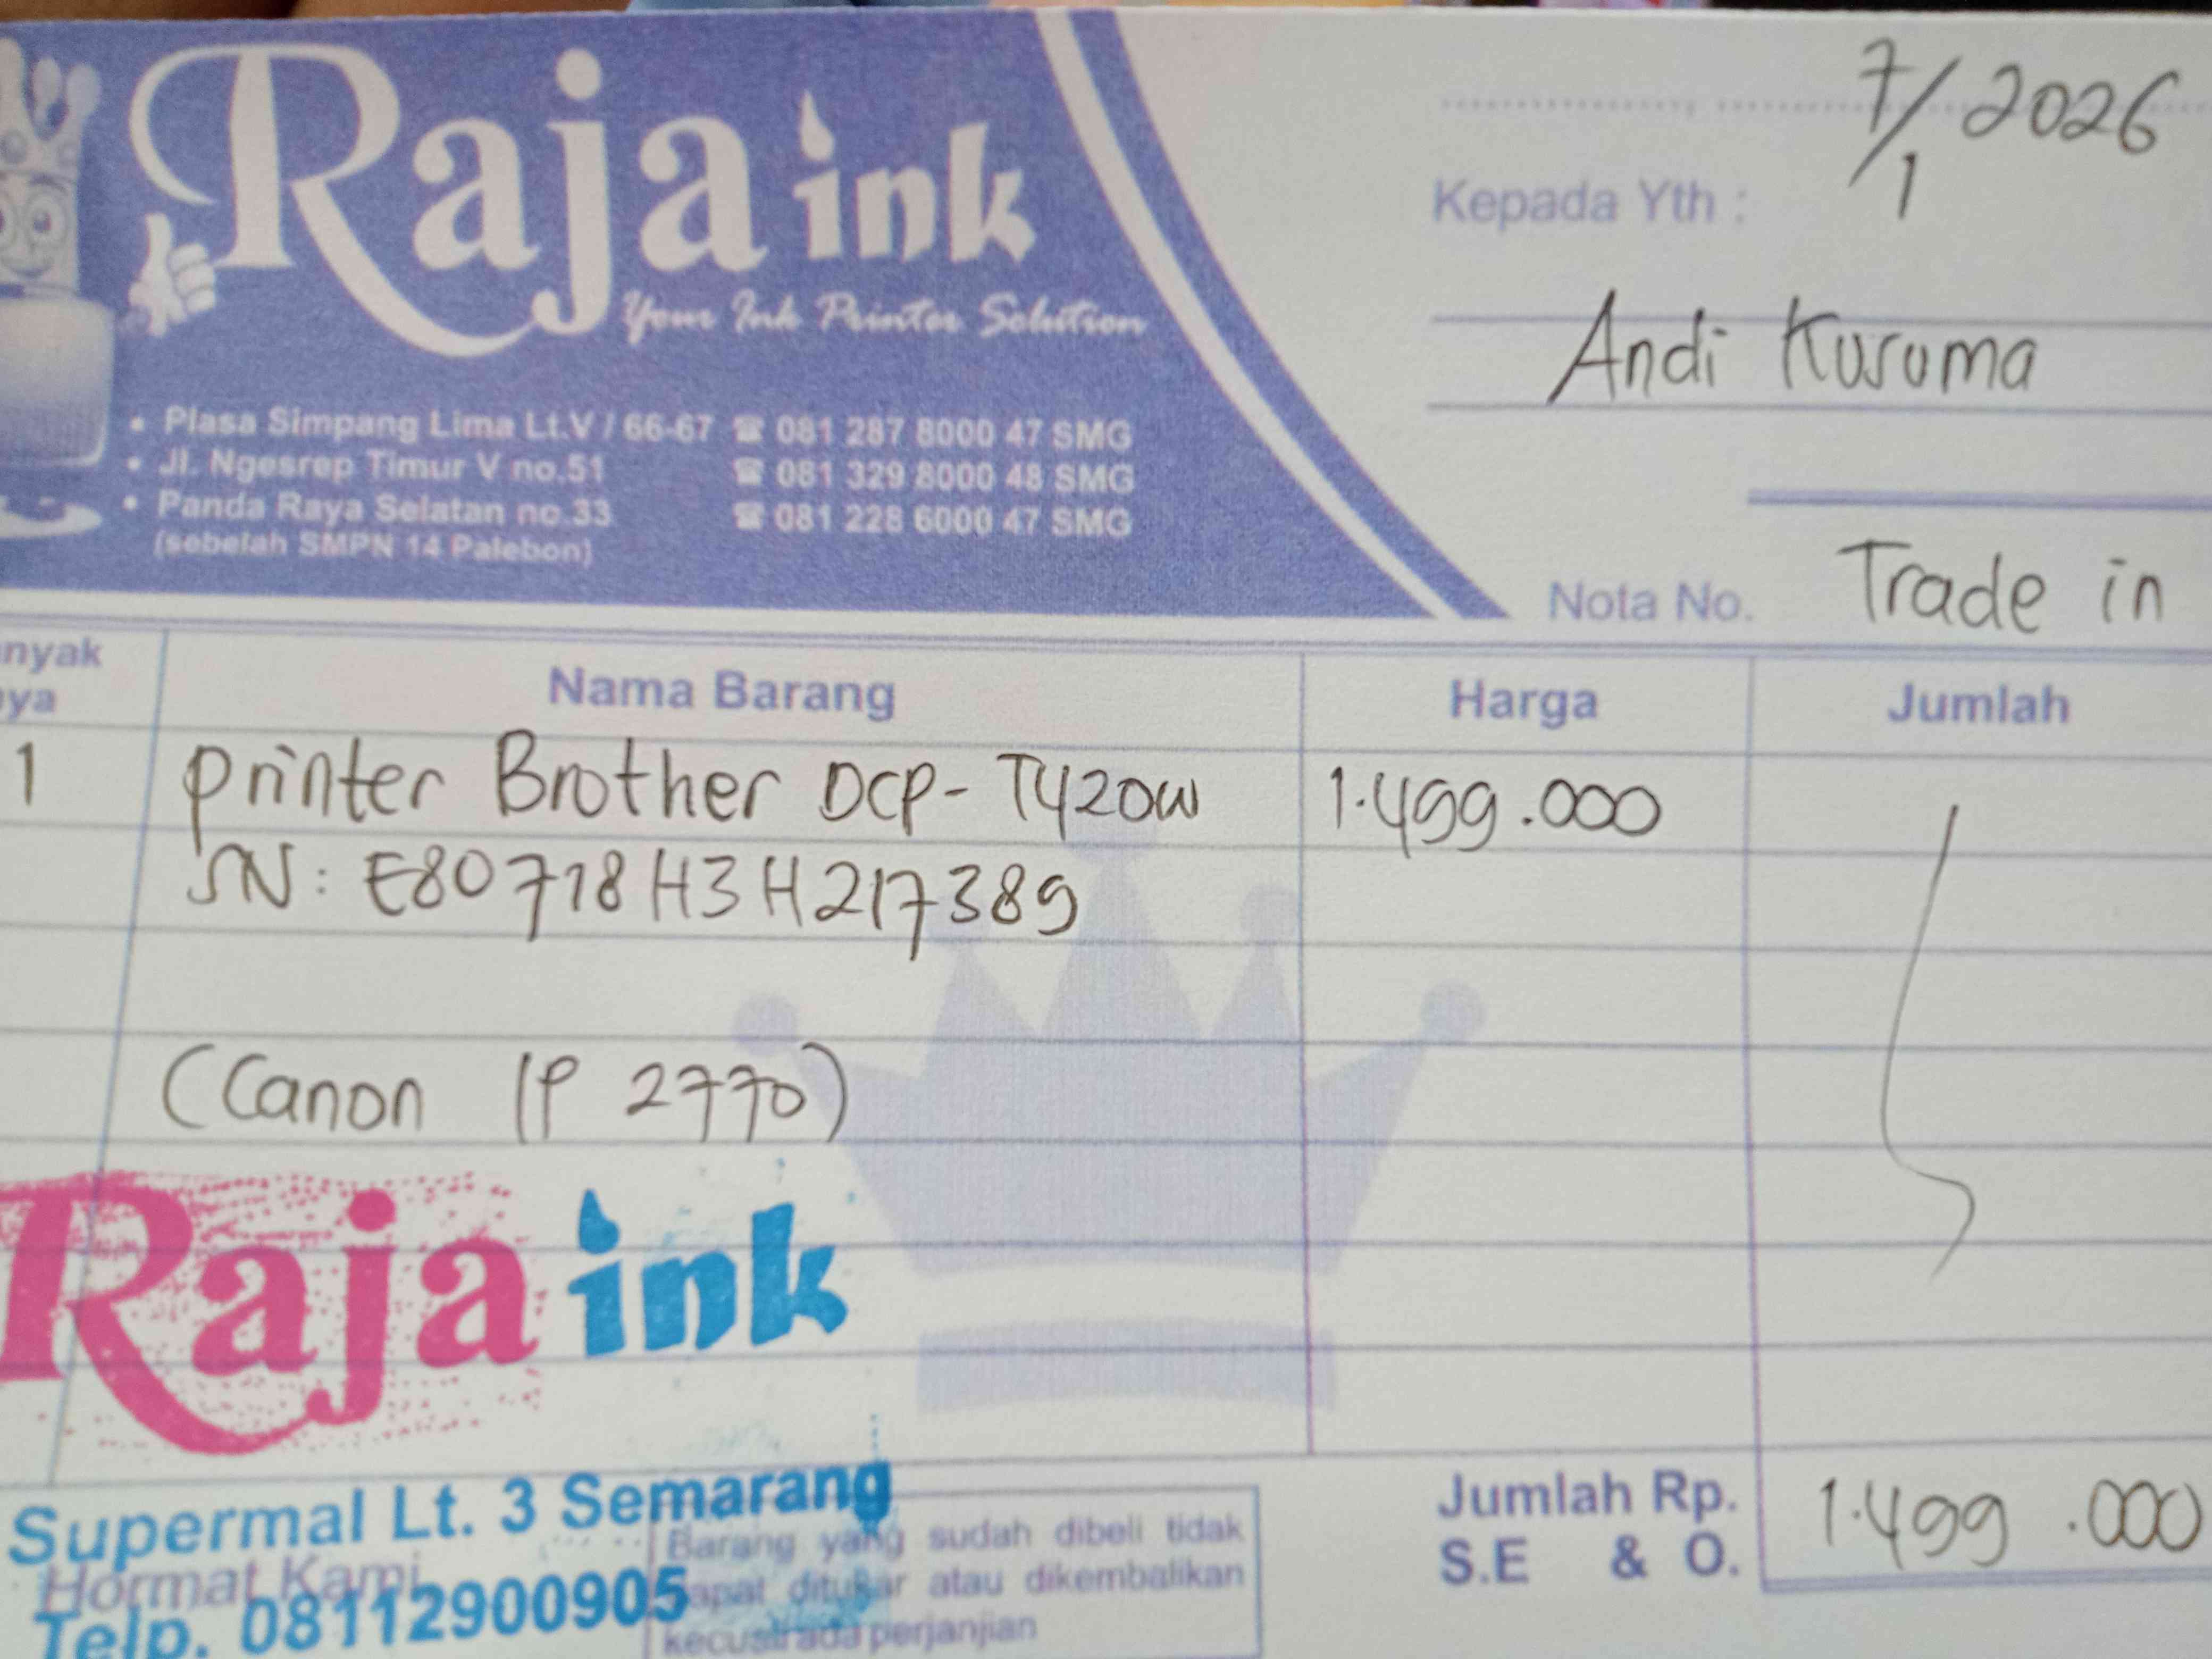 Raja ink
Your Ink Printer Solution
• Plasa Simpang Lima Lt.V / 66-67 ☎ 081 287 8000 47 SMG
• Jl. Ngesrep Timur V no.51 ☎ 081 329 8000 48 SMG
• Panda Raya Selatan no.33 ☎ 081 228 6000 47 SMG
(sebelah SMPN 14 Palebon)
7/1 2026
Kepada Yth :
Andi Kusuma
Nota No. Trade in
nyak
nya Nama Barang Harga Jumlah
1 printer Brother DCP-T420W 1.499.000
SN: E80718H3H217389
(Canon IP 2770)
Raja ink
Supermal Lt. 3 Semarang
Hormat Kami
Telp. 08112900905
Barang yang sudah dibeli tidak
dapat ditukar atau dikembalikan
kecuali ada perjanjian
Jumlah Rp. 1.499.000
S.E & O.